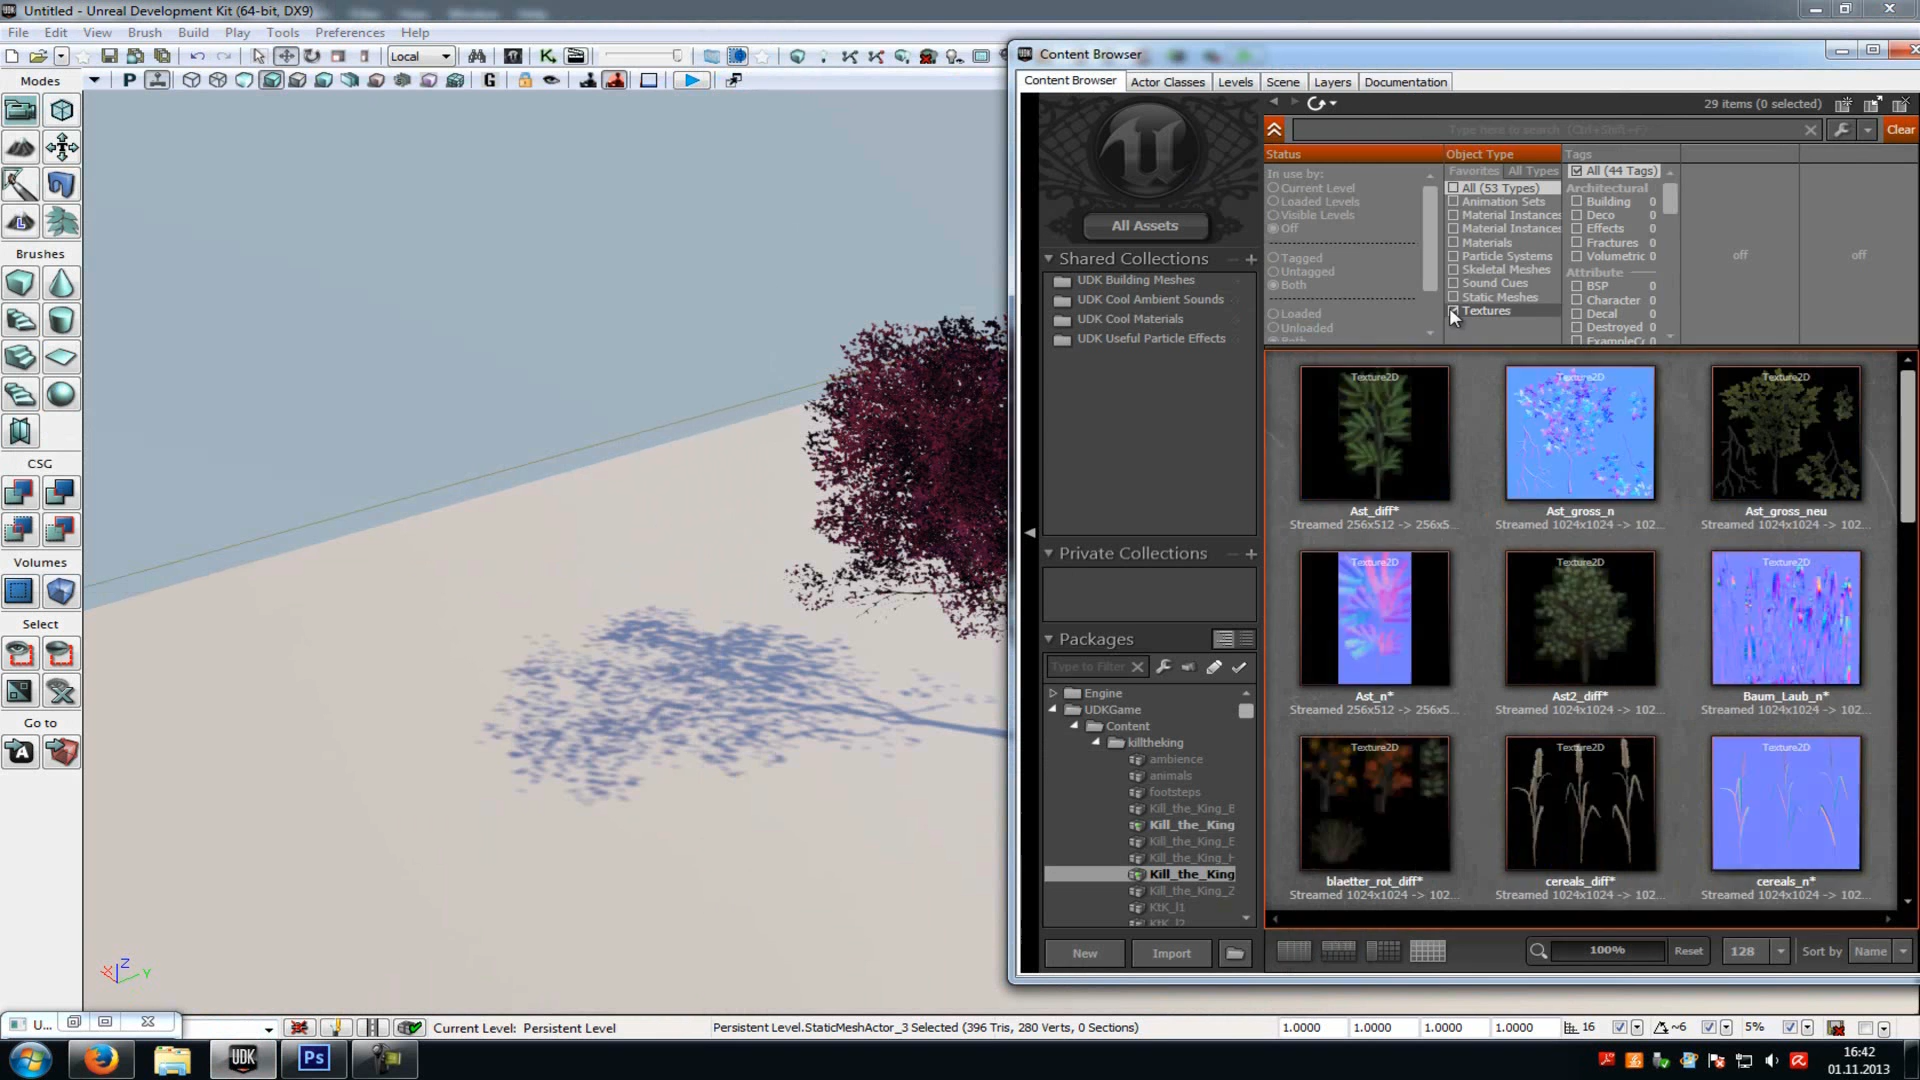 Untitled - Unreal Development Kit (64-bit, DX9)
File Edit View Brush Build Play Tools Preferences Help
Local
Modes
P
G
Brushes
CSG
Volumes
Select
Go to
Content Browser
Content Browser Actor Classes Levels Scene Layers Documentation
29 items (0 selected)
Type here to search (Ctrl+Shift+F)
Clear
All Assets
Shared Collections
UDK Building Meshes
UDK Cool Ambient Sounds
UDK Cool Materials
UDK Useful Particle Effects
Private Collections
Packages
Type to Filter
Engine
UDKGame
Content
killtheking
ambience
animals
footsteps
Kill_the_King_E
Kill_the_King
Kill_the_King_E
Kill_the_King_H
Kill_the_King
Kill_the_King_Z
KtK_l1
KtK_l2
New Import
Status
In use by:
Current Level
Loaded Levels
Visible Levels
Off
Tagged
Untagged
Both
Loaded
Unloaded
Both
Object Type
Favorites All Types
All (53 Types)
Animation Sets
Material Instances
Material Instances
Materials
Particle Systems
Skeletal Meshes
Sound Cues
Static Meshes
Textures
Tags
All (44 Tags)
Architectural
Building 0
Deco 0
Effects 0
Fractures 0
Volumetric 0
Attribute
BSP 0
Character 0
Decal 0
Destroyed 0
ExampleCo 0
off
off
Texture2D
Ast_diff*
Streamed 256x512 -> 256x5...
Texture2D
Ast_gross_n
Streamed 1024x1024 -> 102...
Texture2D
Ast_gross_neu
Streamed 1024x1024 -> 102...
Texture2D
Ast_n*
Streamed 256x512 -> 256x5...
Texture2D
Ast2_diff*
Streamed 1024x1024 -> 102...
Texture2D
Baum_Laub_n*
Streamed 1024x1024 -> 102...
Texture2D
blaetter_rot_diff*
Streamed 1024x1024 -> 102...
Texture2D
cereals_diff*
Streamed 1024x1024 -> 102...
Texture2D
cereals_n*
Streamed 1024x1024 -> 102...
100% Reset 128 Sort by Name
X Z Y
U...
Current Level: Persistent Level
Persistent Level.StaticMeshActor_3 Selected (396 Tris, 280 Verts, 0 Sections)
1.0000 1.0000 1.0000 1.0000 16 ~6 5%
UDK
Ps
16:42
01.11.2013